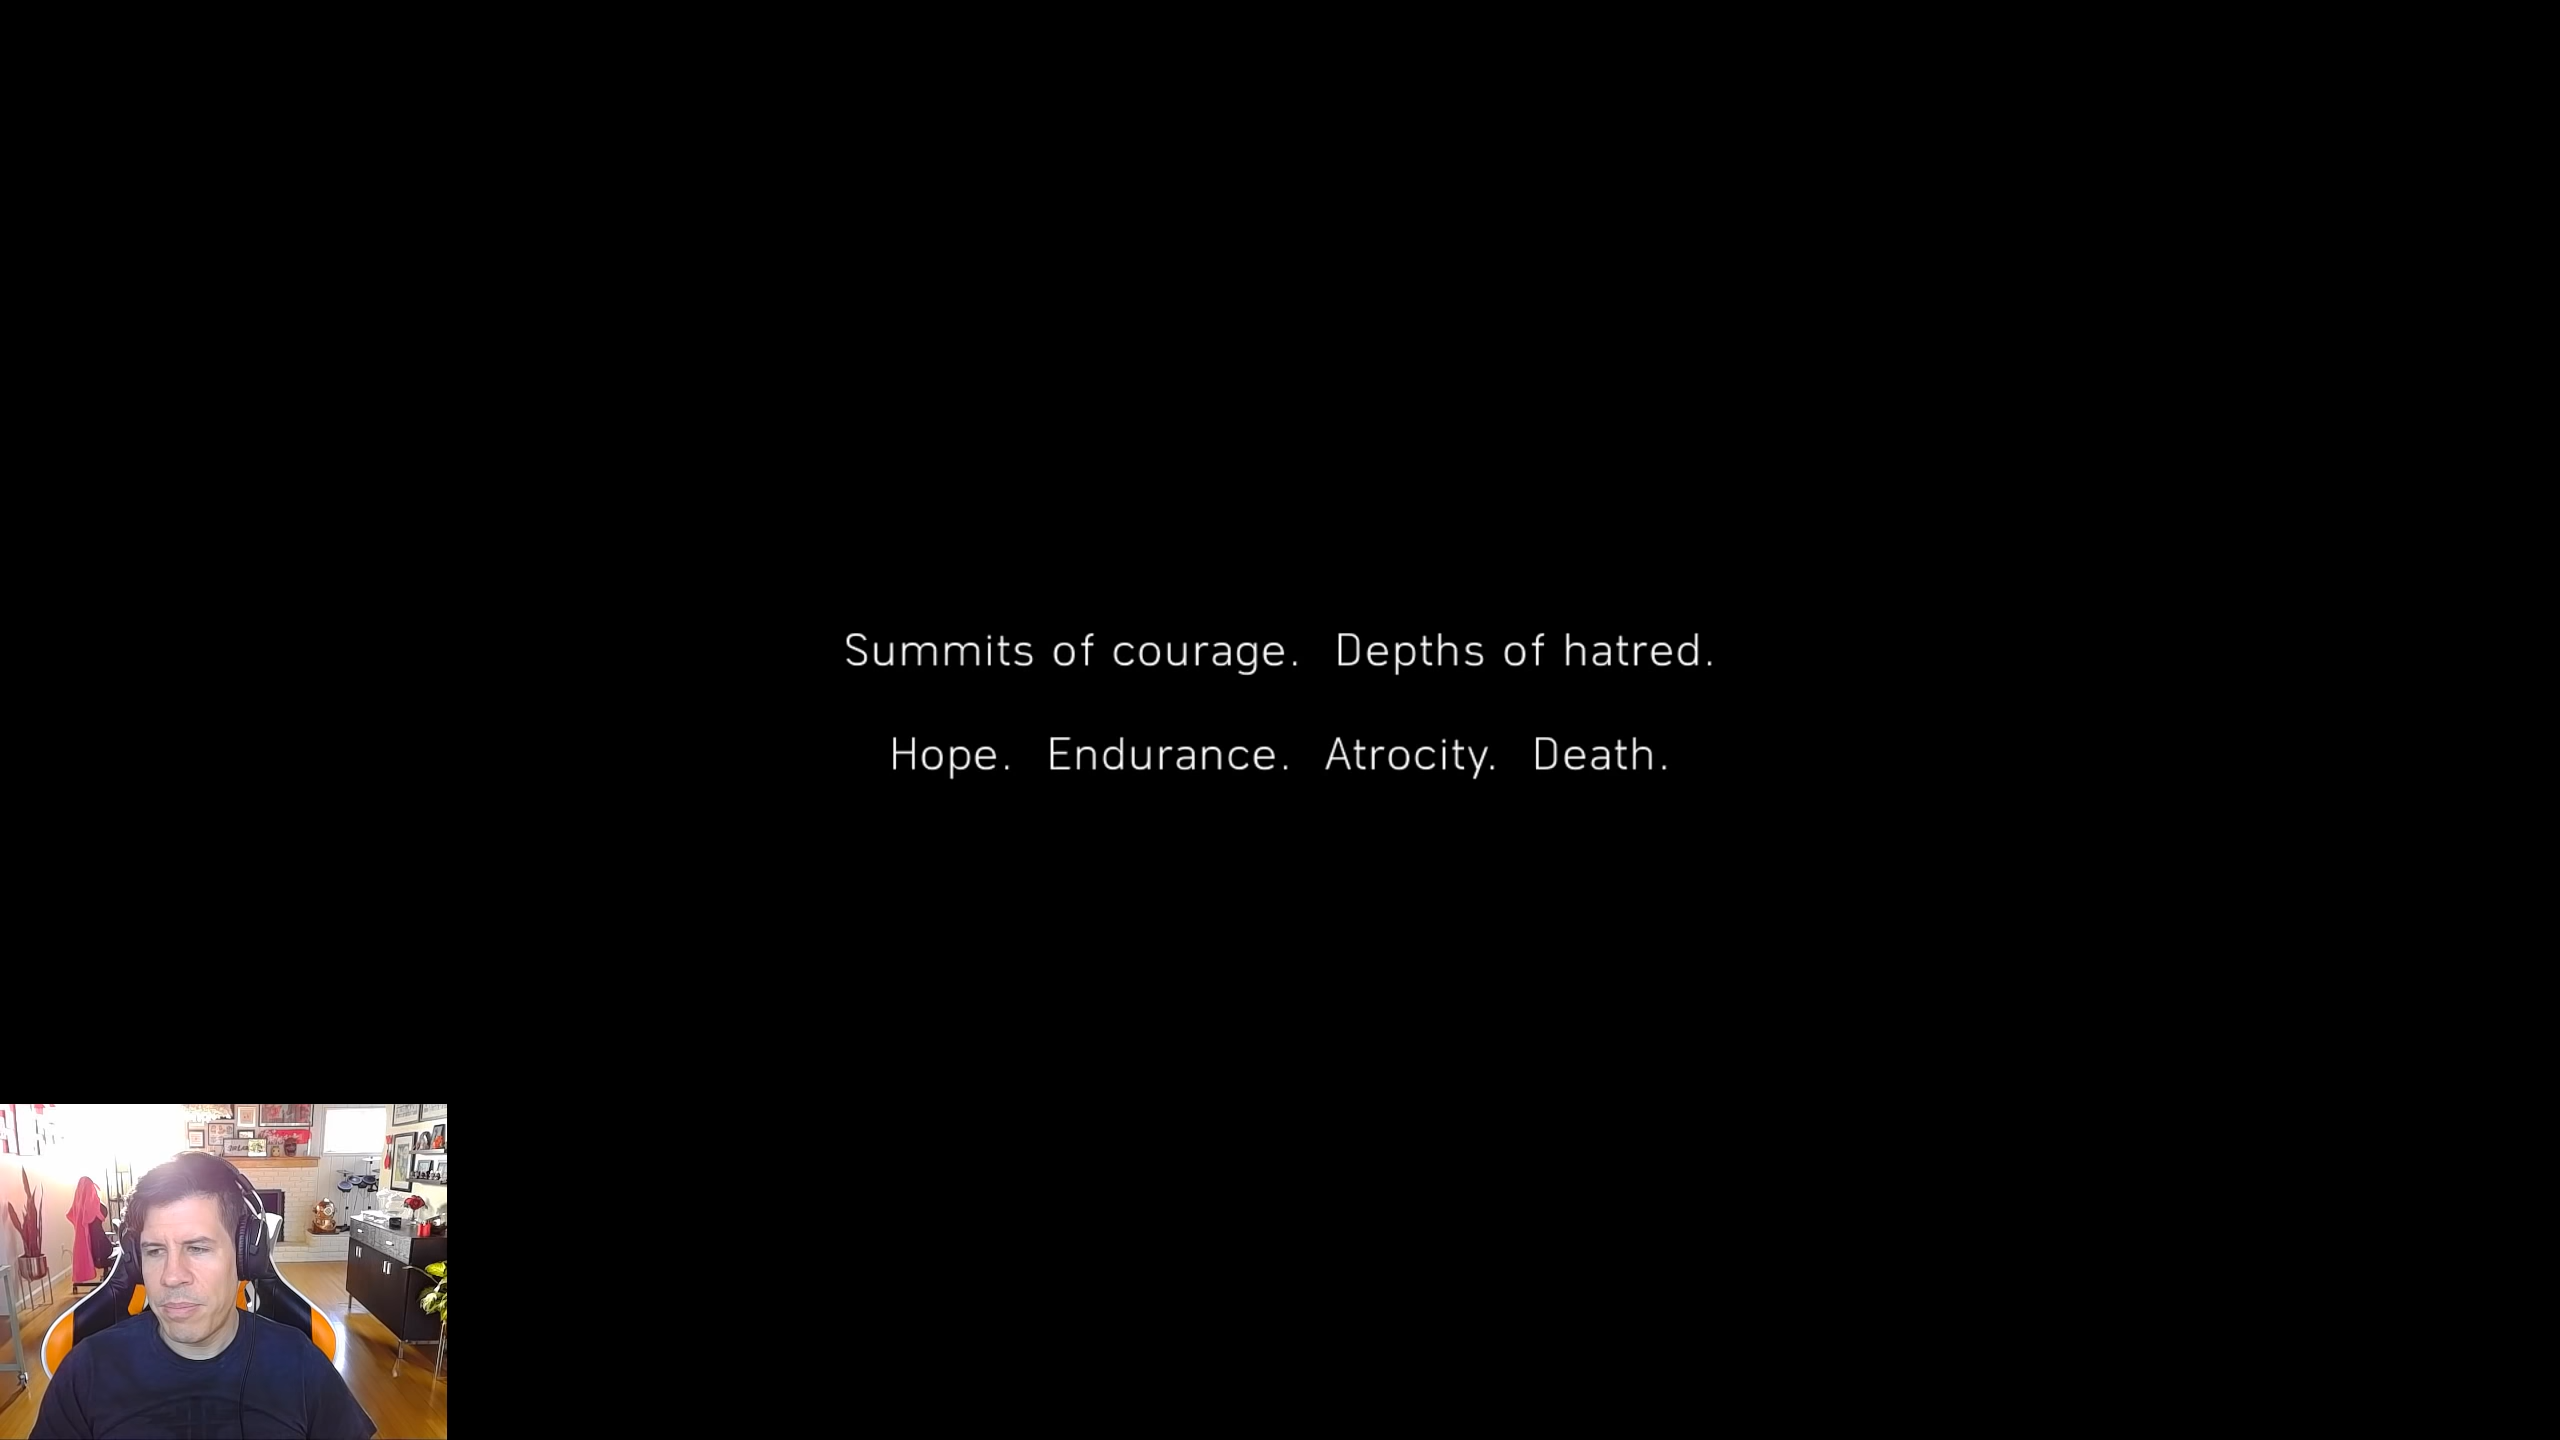 Summits of courage.  Depths of hatred.
Hope.  Endurance.  Atrocity.  Death.